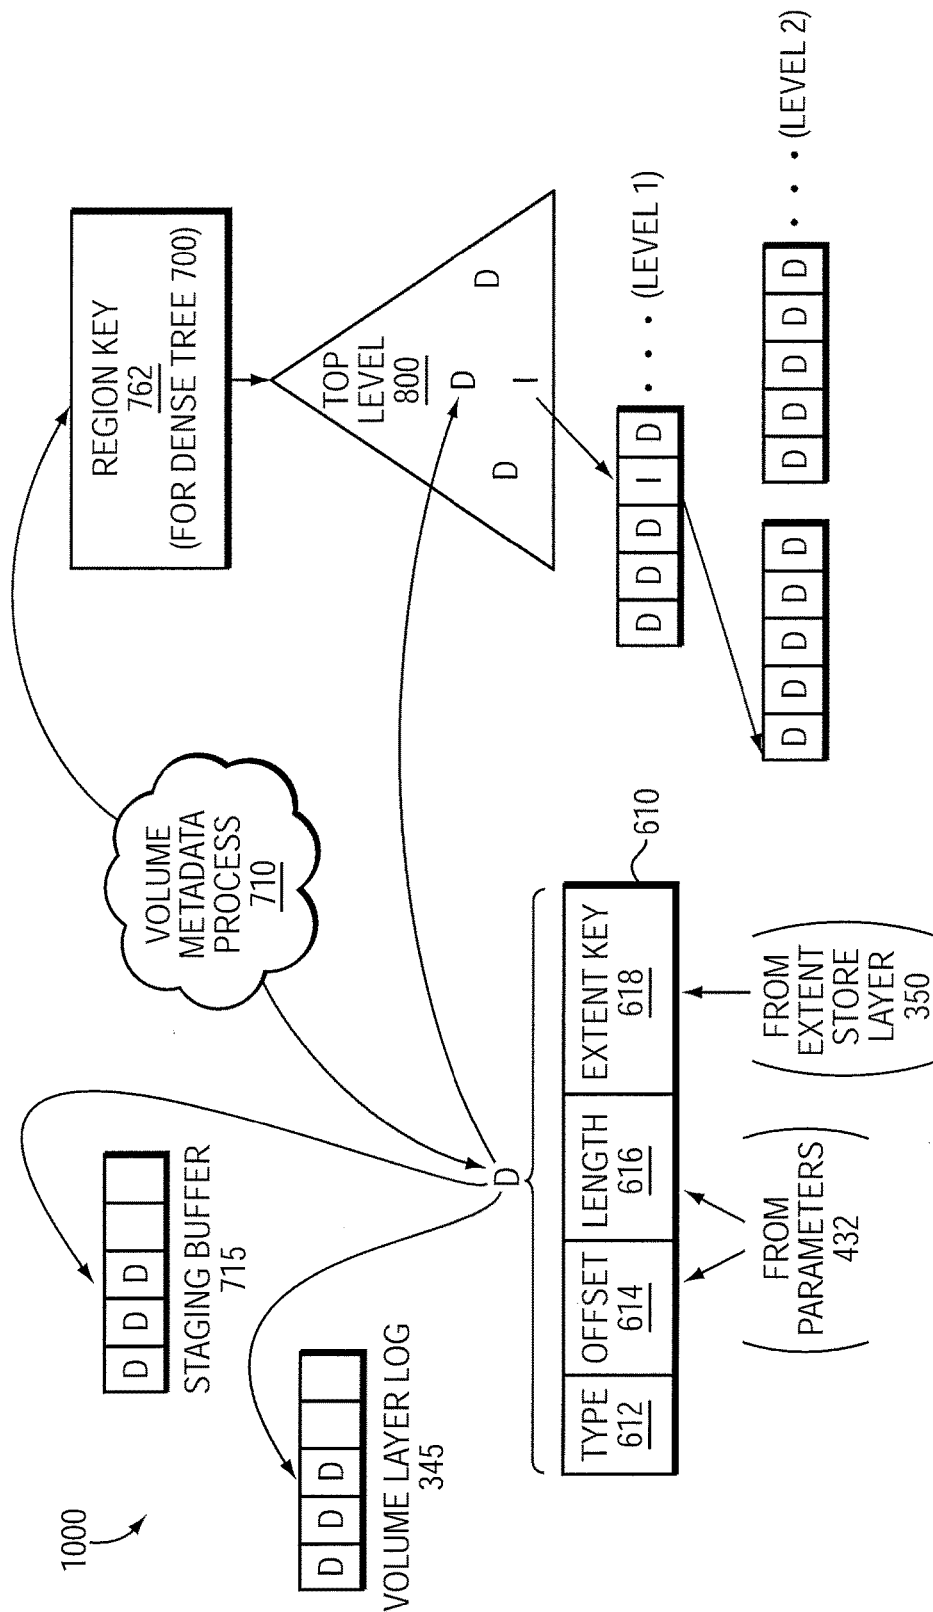 1000
D D D
STAGING BUFFER
715
D D D
VOLUME LAYER LOG
345
VOLUME
METADATA
PROCESS
710
REGION KEY
762
(FOR DENSE TREE 700)
TOP
LEVEL
800
D D D
I
D
D D D I D • • • (LEVEL 1)
D D D D D D D D D D • • • (LEVEL 2)
TYPE
612
OFFSET
614
LENGTH
616
EXTENT KEY
618
610
(FROM
PARAMETERS
432)
(FROM
EXTENT
STORE
LAYER
350)